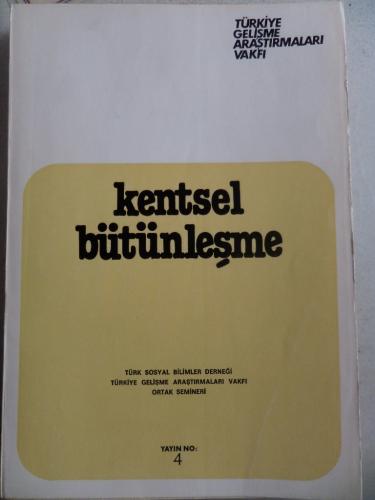 TÜRKİYE
GELİŞME
ARAŞTIRMALARI
VAKFI
kentsel
bütünleşme
TÜRK SOSYAL BİLİMLER DERNEĞİ
TÜRKİYE GELİŞME ARAŞTIRMALARI VAKFI
ORTAK SEMİNERİ
YAYIN NO:
4